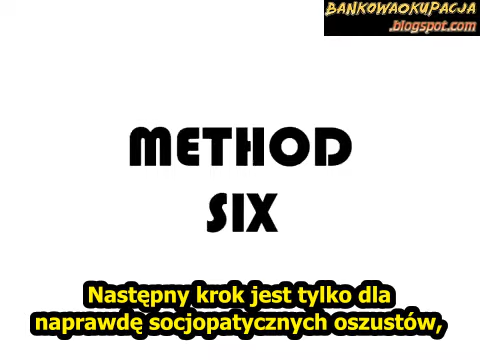 BANKOWAOKUPACJA
.blogspot.com
METHOD
SIX
Następny krok jest tylko dla
naprawdę socjopatycznych oszustów,